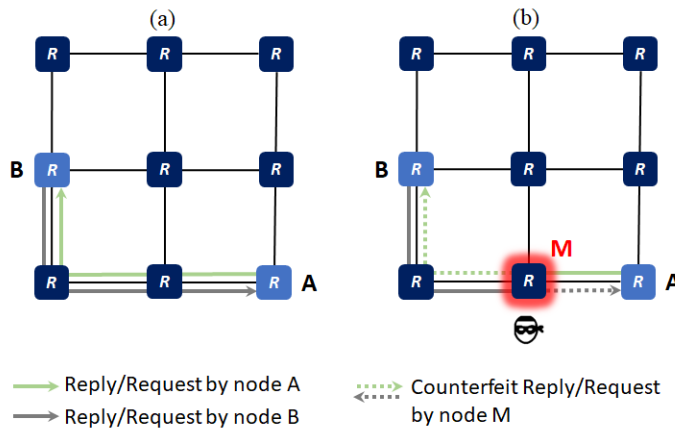 (a) (b)
R R R R R R
B R R R B R R R
M
R R R A R R R A
Reply/Request by node A
Reply/Request by node B
Counterfeit Reply/Request
by node M